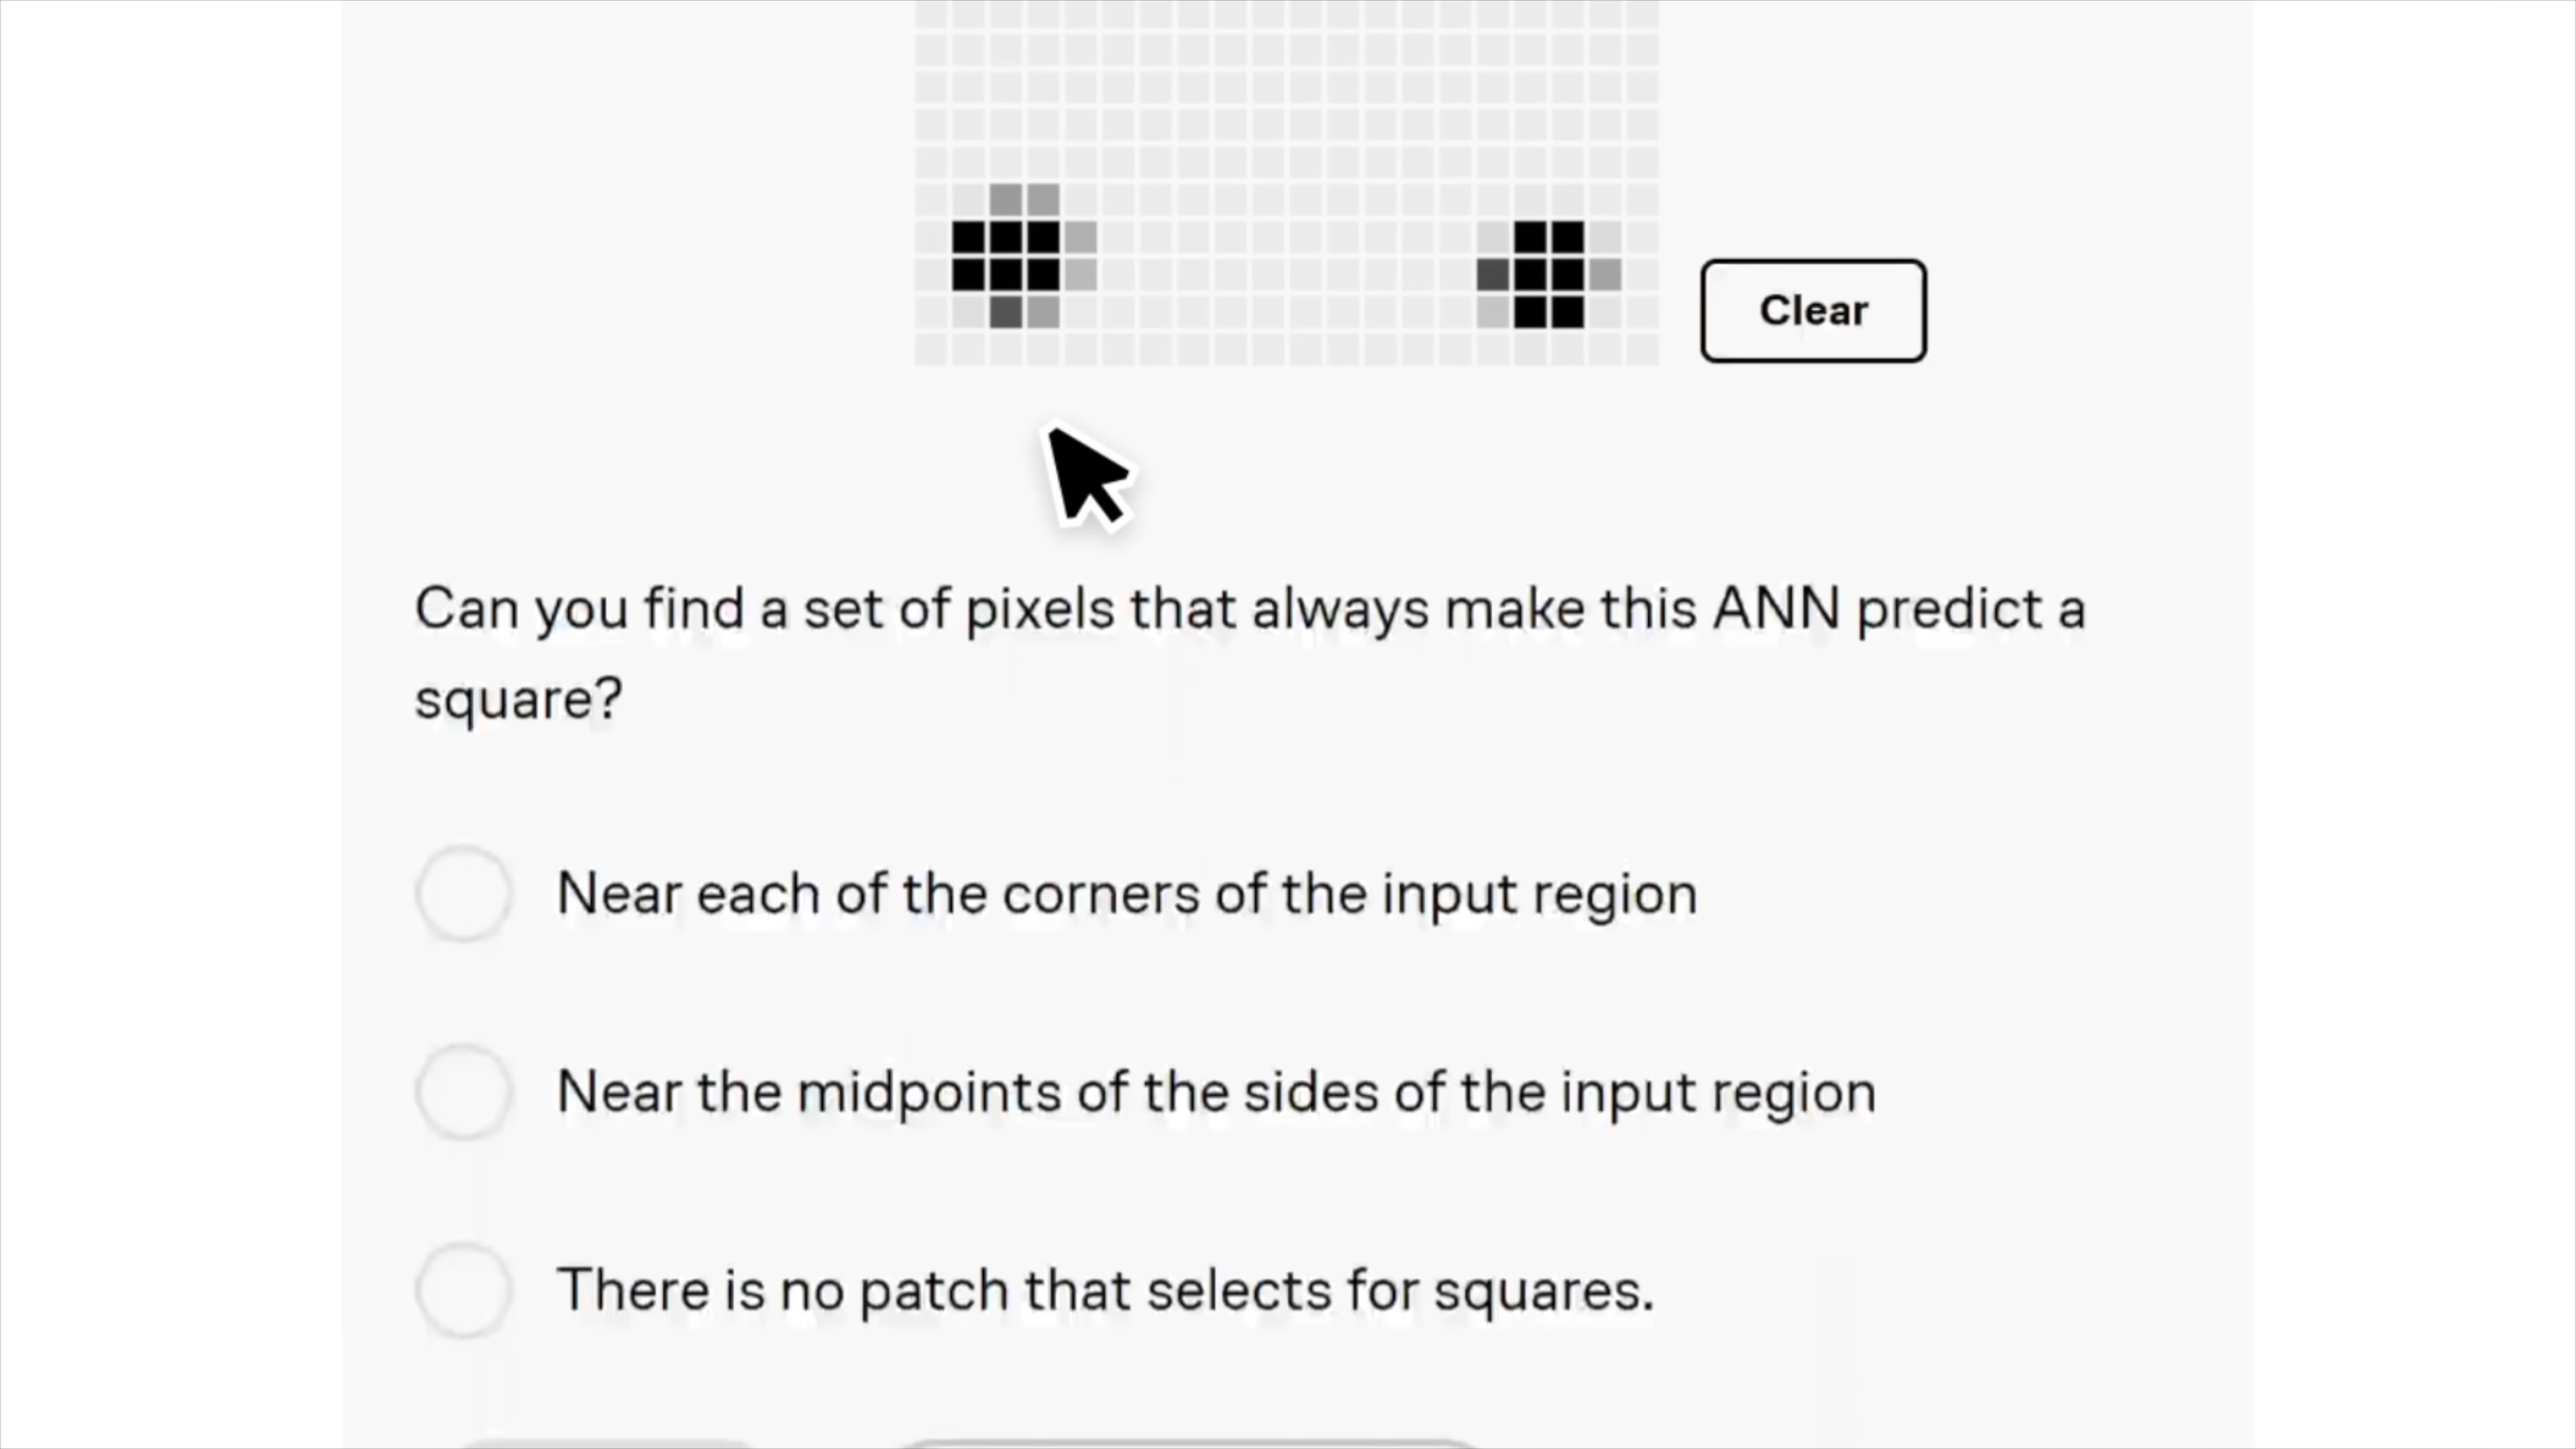 Clear
Can you find a set of pixels that always make this ANN predict a
square?
Near each of the corners of the input region
Near the midpoints of the sides of the input region
There is no patch that selects for squares.